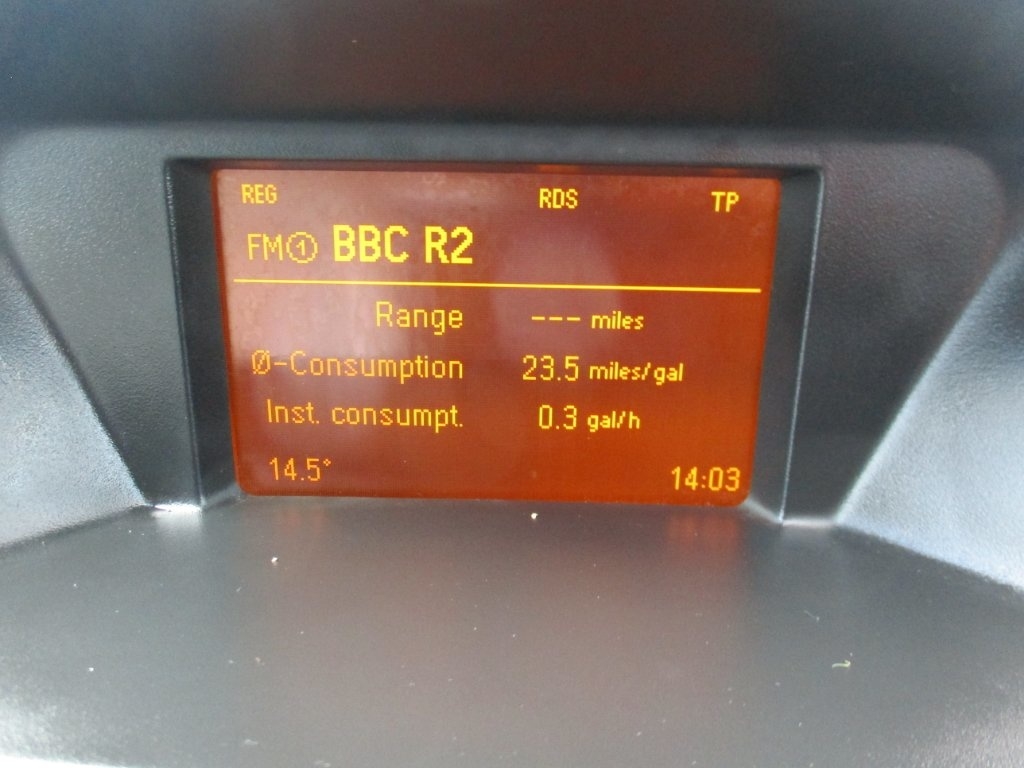 REG RDS TP
FM① BBC R2
Range --- miles
Ø-Consumption 23.5 miles/gal
Inst. consumpt. 0.3 gal/h
14.5° 14:03